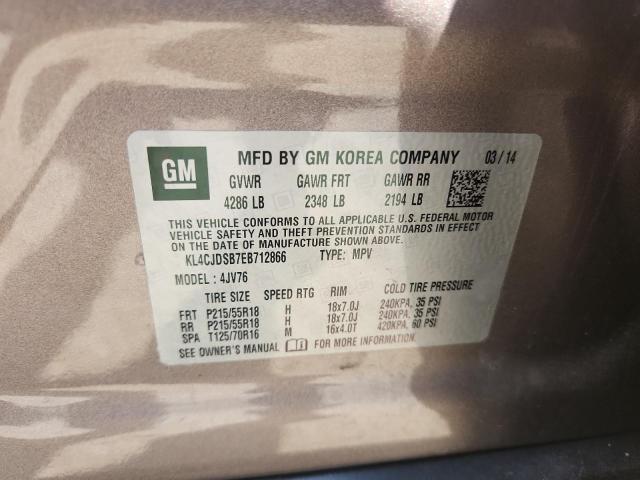 GM MFD BY GM KOREA COMPANY 03/14
GVWR GAWR FRT GAWR RR
4286 LB 2348 LB 2194 LB
THIS VEHICLE CONFORMS TO ALL APPLICABLE U.S. FEDERAL MOTOR
VEHICLE SAFETY AND THEFT PREVENTION STANDARDS IN EFFECT ON
THE DATE OF MANUFACTURE SHOWN ABOVE.
KL4CJDSB7EB712866 TYPE: MPV
MODEL: 4JV76
TIRE SIZE SPEED RTG RIM COLD TIRE PRESSURE
FRT P215/55R18 H 18x7.0J 240KPA, 35 PSI
RR P215/55R18 H 18x7.0J 240KPA, 35 PSI
SPA T125/70R16 M 16x4.0T 420KPA, 60 PSI
SEE OWNER'S MANUAL FOR MORE INFORMATION